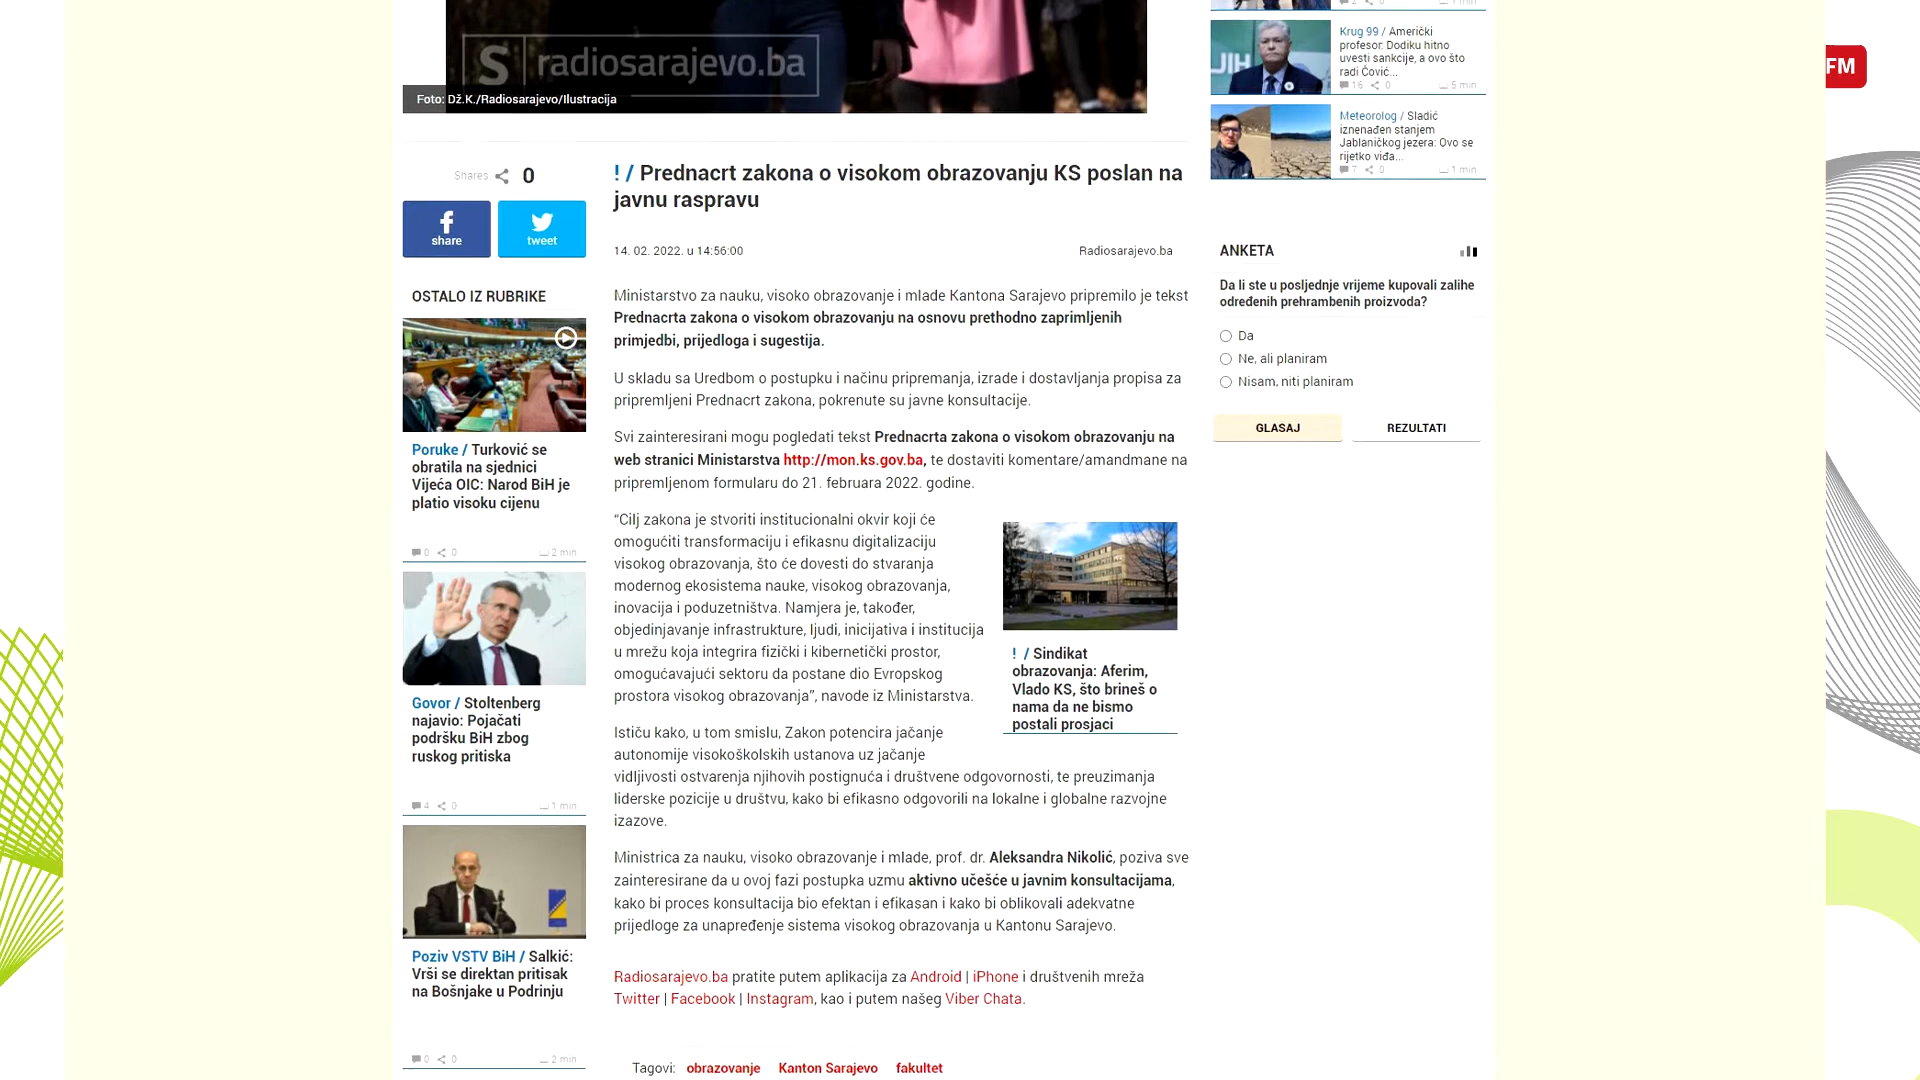 radiosarajevo.ba
Foto: Dž.K./Radiosarajevo/Ilustracija
Shares 0
share
tweet
OSTALO IZ RUBRIKE
Poruke / Turković se
obratila na sjednici
Vijeća OIC: Narod BiH je
platio visoku cijenu
0 0 2 min
Govor / Stoltenberg
najavio: Pojačati
podršku BiH zbog
ruskog pritiska
4 0 1 min
Poziv VSTV BiH / Salkić:
Vrši se direktan pritisak
na Bošnjake u Podrinju
0 0 2 min
! / Prednacrt zakona o visokom obrazovanju KS poslan na
javnu raspravu
14. 02. 2022. u 14:56:00 Radiosarajevo.ba
Ministarstvo za nauku, visoko obrazovanje i mlade Kantona Sarajevo pripremilo je tekst
Prednacrta zakona o visokom obrazovanju na osnovu prethodno zaprimljenih
primjedbi, prijedloga i sugestija.
U skladu sa Uredbom o postupku i načinu pripremanja, izrade i dostavljanja propisa za
pripremljeni Prednacrt zakona, pokrenute su javne konsultacije.
Svi zainteresirani mogu pogledati tekst Prednacrta zakona o visokom obrazovanju na
web stranici Ministarstva http://mon.ks.gov.ba, te dostaviti komentare/amandmane na
pripremljenom formularu do 21. februara 2022. godine.
“Cilj zakona je stvoriti institucionalni okvir koji će
omogućiti transformaciju i efikasnu digitalizaciju
visokog obrazovanja, što će dovesti do stvaranja
modernog ekosistema nauke, visokog obrazovanja,
inovacija i poduzetništva. Namjera je, također,
objedinjavanje infrastrukture, ljudi, inicijativa i institucija
u mrežu koja integrira fizički i kibernetički prostor,
omogućavajući sektoru da postane dio Evropskog
prostora visokog obrazovanja”, navode iz Ministarstva.
! / Sindikat
obrazovanja: Aferim,
Vlado KS, što brineš o
nama da ne bismo
postali prosjaci
Ističu kako, u tom smislu, Zakon potencira jačanje
autonomije visokoškolskih ustanova uz jačanje
vidljivosti ostvarenja njihovih postignuća i društvene odgovornosti, te preuzimanja
liderske pozicije u društvu, kako bi efikasno odgovorili na lokalne i globalne razvojne
izazove.
Ministrica za nauku, visoko obrazovanje i mlade, prof. dr. Aleksandra Nikolić, poziva sve
zainteresirane da u ovoj fazi postupka uzmu aktivno učešće u javnim konsultacijama,
kako bi proces konsultacija bio efektan i efikasan i kako bi oblikovali adekvatne
prijedloge za unapređenje sistema visokog obrazovanja u Kantonu Sarajevo.
Radiosarajevo.ba pratite putem aplikacija za Android | iPhone i društvenih mreža
Twitter | Facebook | Instagram, kao i putem našeg Viber Chata.
Tagovi: obrazovanje Kanton Sarajevo fakultet
2 0 1 min
Krug 99 / Američki
profesor: Dodiku hitno
uvesti sankcije, a ovo što
radi Čović...
16 0 5 min
Meteorolog / Sladić
iznenađen stanjem
Jablaničkog jezera: Ovo se
rijetko viđa...
7 0 1 min
ANKETA
Da li ste u posljednje vrijeme kupovali zalihe
određenih prehrambenih proizvoda?
Da
Ne, ali planiram
Nisam, niti planiram
GLASAJ REZULTATI
FM